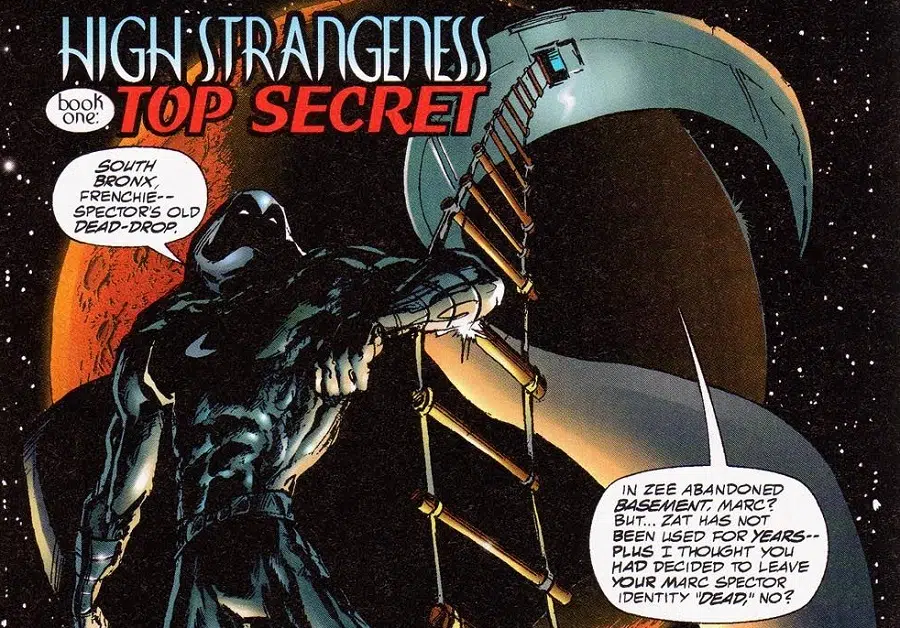 HIGH STRANGENESS
book
one:
TOP SECRET
SOUTH
BRONX,
FRENCHIE--
SPECTOR'S OLD
DEAD-DROP.
IN ZEE ABANDONED
BASEMENT, MARC?
BUT... ZAT HAS NOT
BEEN USED FOR YEARS--
PLUS I THOUGHT YOU
HAD DECIDED TO LEAVE
YOUR MARC SPECTOR
IDENTITY "DEAD," NO?